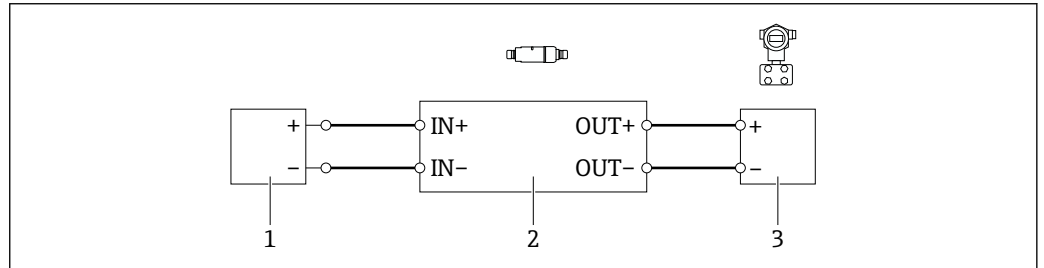 + IN+ OUT+ +
− IN− OUT− −
1 2 3